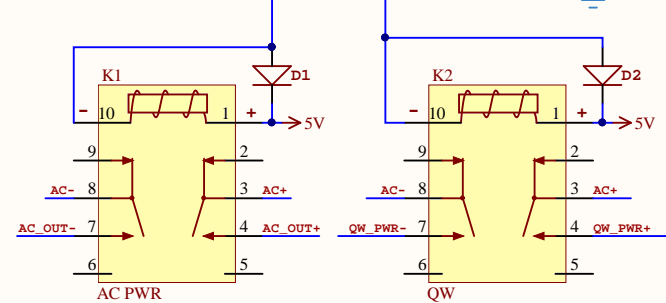 K1
D1
-
10
1
+
5V
9
2
AC-
8
3
AC+
AC_OUT-
7
4
AC_OUT+
6
5
AC PWR
K2
D2
-
10
1
+
5V
9
2
AC-
8
3
AC+
QW_PWR-
7
4
QW_PWR+
6
5
QW